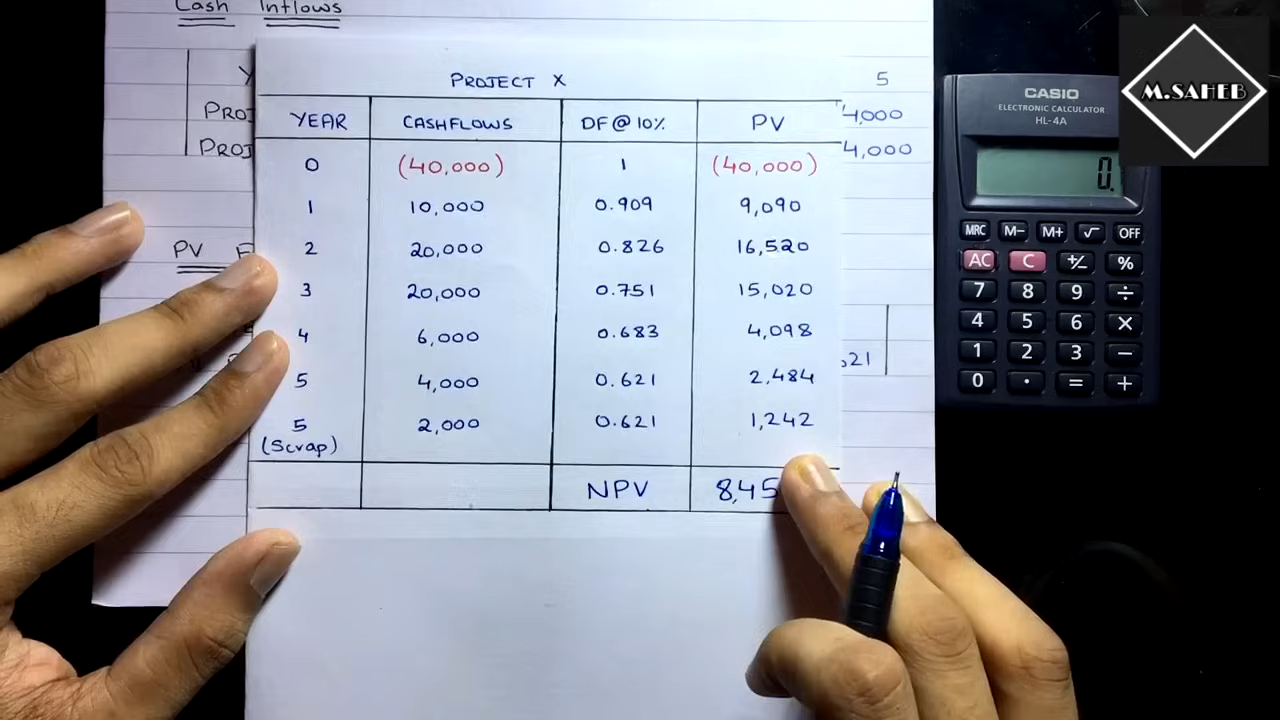 Cash Inflows
PROJECT X
5
YEAR CASHFLOWS DF@10% PV
0 (40,000) 1 (40,000)
1 10,000 0.909 9,090
2 20,000 0.826 16,520
3 20,000 0.751 15,020
4 6,000 0.683 4,098
5 4,000 0.621 2,484
5 2,000 0.621 1,242
(Scrap)
NPV 8,45
PROJ 4,000
PROJ 4,000
PV F
CASIO
ELECTRONIC CALCULATOR
HL-4A
0.
MRC M− M+ √ OFF
AC C +/− %
7 8 9 ÷
4 5 6 ×
1 2 3 −
0 · = +
M.SAHEB